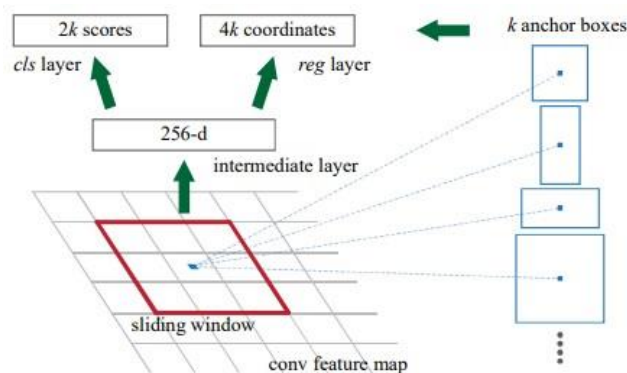 2k scores
4k coordinates
k anchor boxes
cls layer
reg layer
256-d
intermediate layer
sliding window
conv feature map